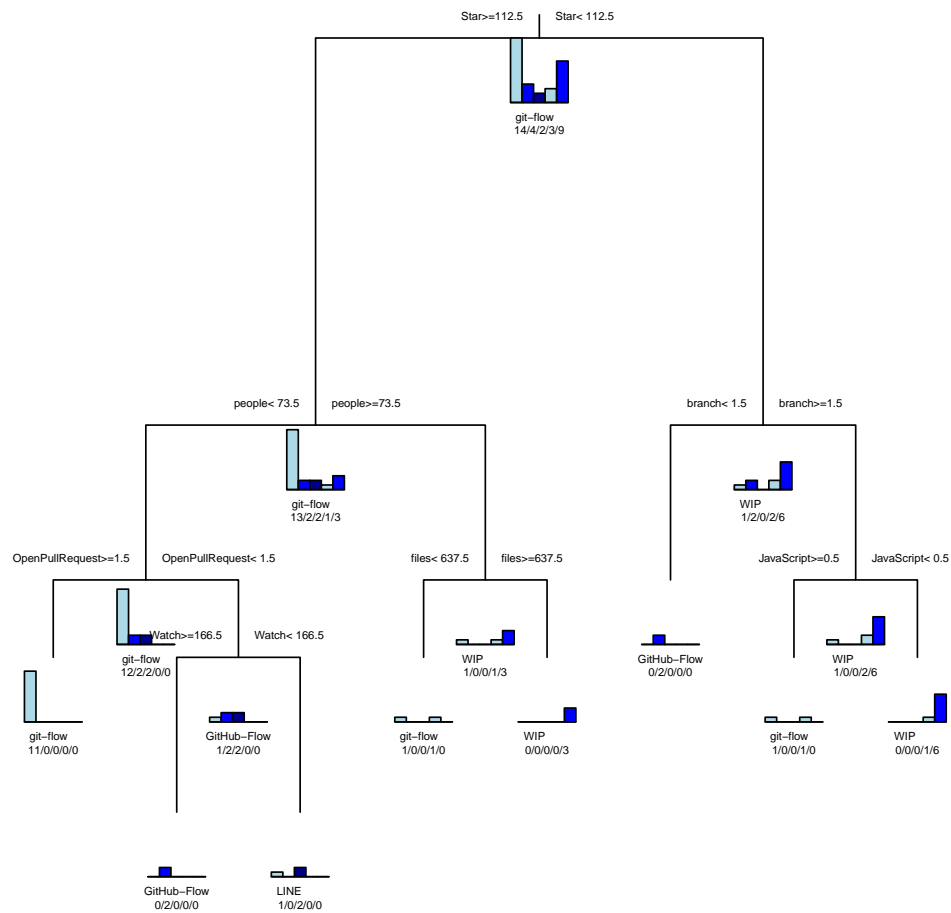 Star>=112.5 Star< 112.5
git−flow
14/4/2/3/9
people< 73.5 people>=73.5 branch< 1.5 branch>=1.5
git−flow WIP
13/2/2/1/3 1/2/0/2/6
OpenPullRequest>=1.5 OpenPullRequest< 1.5 files< 637.5 files>=637.5 JavaScript>=0.5 JavaScript< 0.5
Watch>=166.5 Watch< 166.5
git−flow WIP GitHub−Flow WIP
12/2/2/0/0 1/0/0/1/3 0/2/0/0/0 1/0/0/2/6
git−flow GitHub−Flow git−flow WIP git−flow WIP
11/0/0/0/0 1/2/2/0/0 1/0/0/1/0 0/0/0/0/3 1/0/0/1/0 0/0/0/1/6
GitHub−Flow LINE
0/2/0/0/0 1/0/2/0/0